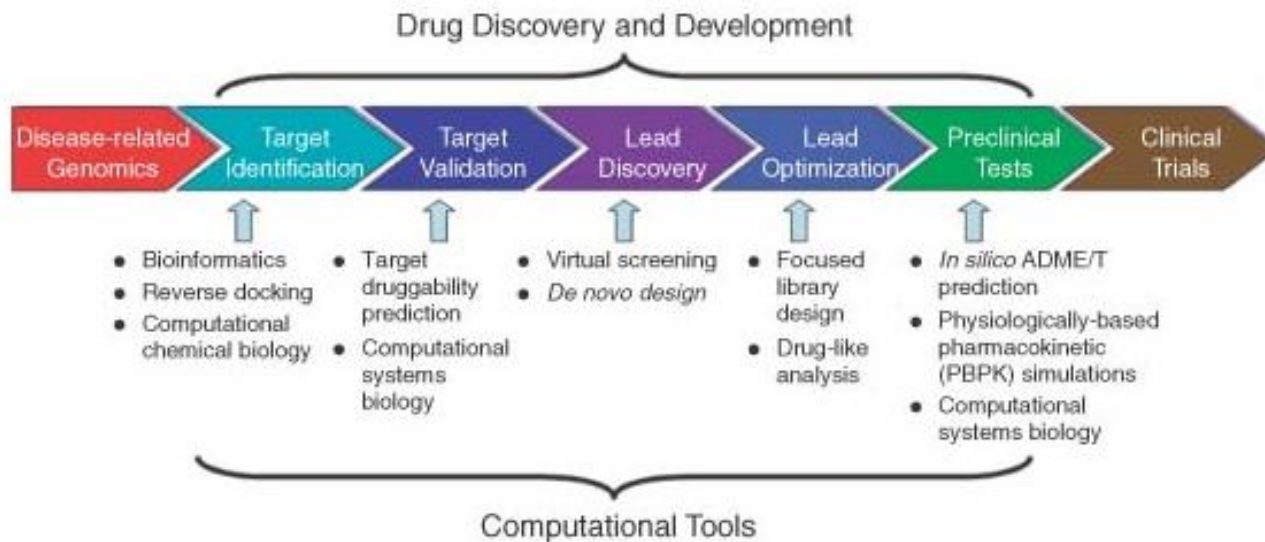 Drug Discovery and Development
Disease-related
Genomics
Target
Identification
Target
Validation
Lead
Discovery
Lead
Optimization
Preclinical
Tests
Clinical
Trials
● Bioinformatics
● Reverse docking
● Computational
chemical biology
● Target
druggability
prediction
● Computational
systems
biology
● Virtual screening
● De novo design
● Focused
library
design
● Drug-like
analysis
● In silico ADME/T
prediction
● Physiologically-based
pharmacokinetic
(PBPK) simulations
● Computational
systems biology
Computational Tools